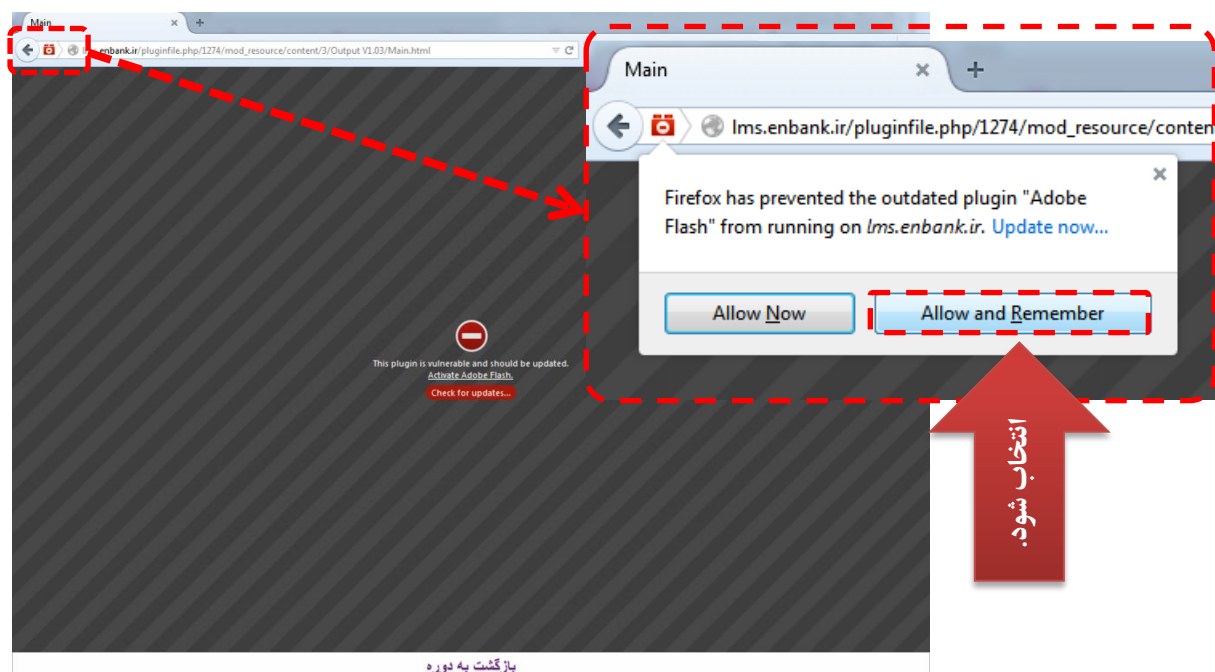 Main
lms.enbank.ir/pluginfile.php/1274/mod_resource/content/3/Output V1.03/Main.html
This plugin is vulnerable and should be updated.
Activate Adobe Flash.
Check for updates...
بازگشت به دوره
Main
lms.enbank.ir/pluginfile.php/1274/mod_resource/conten
Firefox has prevented the outdated plugin "Adobe
Flash" from running on lms.enbank.ir. Update now...
Allow Now
Allow and Remember
انتخاب شود.